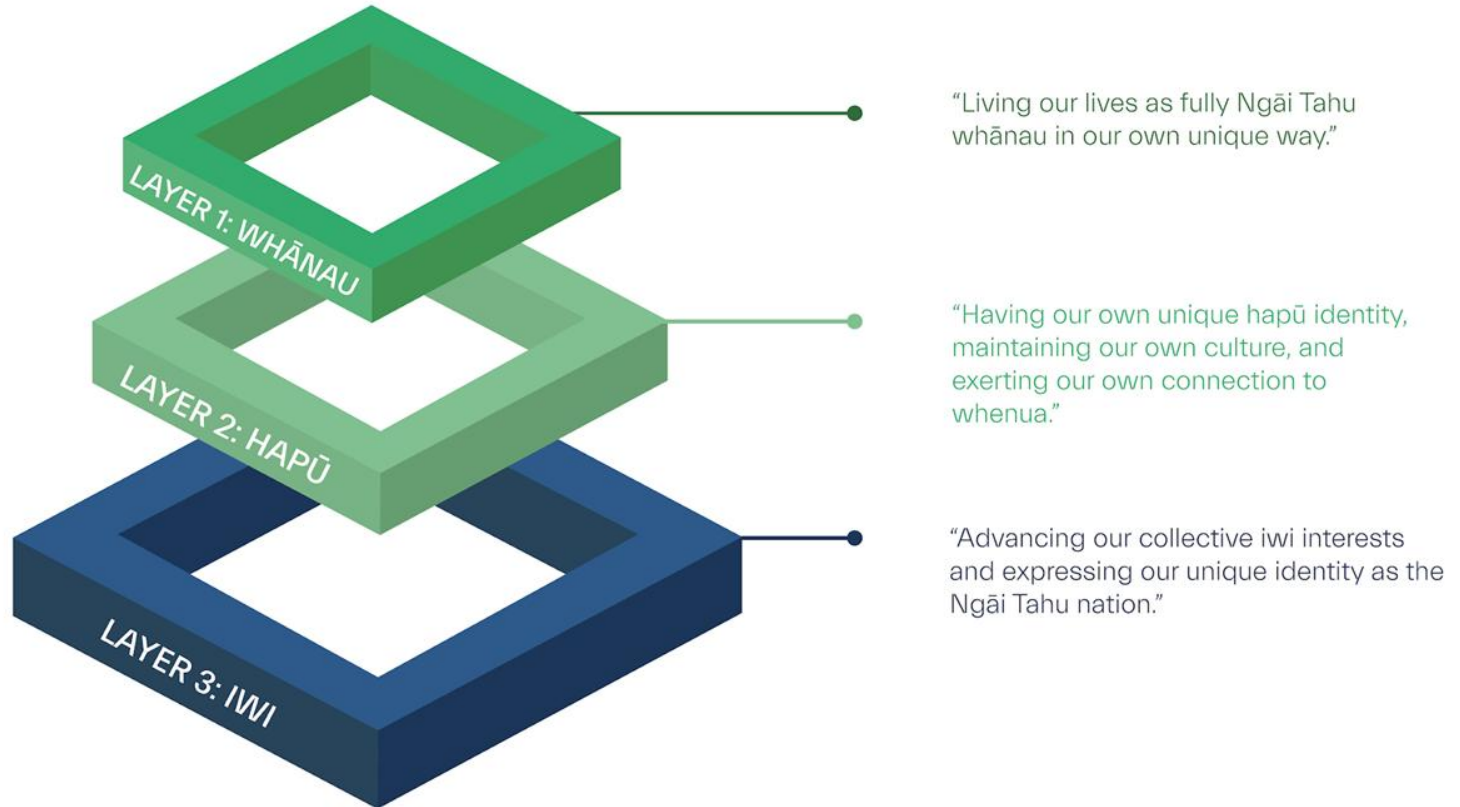 LAYER 1: WHĀNAU
“Living our lives as fully Ngāi Tahu
whānau in our own unique way.”
LAYER 2: HAPŪ
“Having our own unique hapū identity,
maintaining our own culture, and
exerting our own connection to
whenua.”
LAYER 3: IWI
“Advancing our collective iwi interests
and expressing our unique identity as the
Ngāi Tahu nation.”